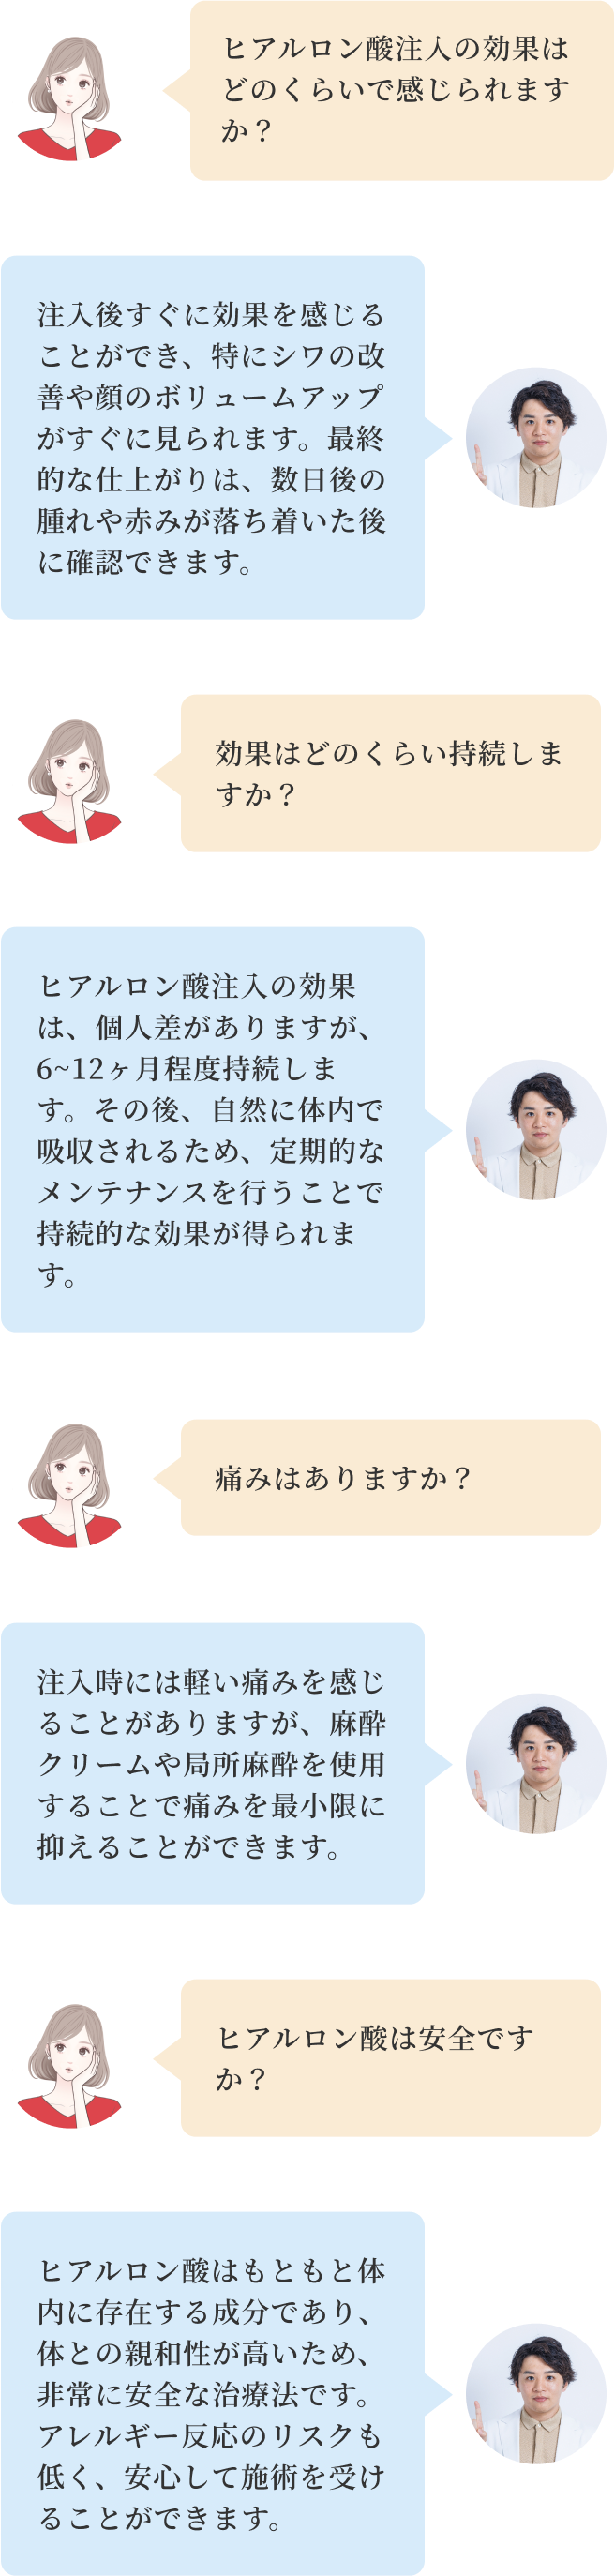 ヒアルロン酸注入の効果は
どのくらいで感じられます
か？
注入後すぐに効果を感じる
ことができ、特にシワの改
善や顔のボリュームアップ
がすぐに見られます。最終
的な仕上がりは、数日後の
腫れや赤みが落ち着いた後
に確認できます。
効果はどのくらい持続しま
すか？
ヒアルロン酸注入の効果
は、個人差がありますが、
6~12ヶ月程度持続しま
す。その後、自然に体内で
吸収されるため、定期的な
メンテナンスを行うことで
持続的な効果が得られま
す。
痛みはありますか？
注入時には軽い痛みを感じ
ることがありますが、麻酔
クリームや局所麻酔を使用
することで痛みを最小限に
抑えることができます。
ヒアルロン酸は安全です
か？
ヒアルロン酸はもともと体
内に存在する成分であり、
体との親和性が高いため、
非常に安全な治療法です。
アレルギー反応のリスクも
低く、安心して施術を受け
ることができます。